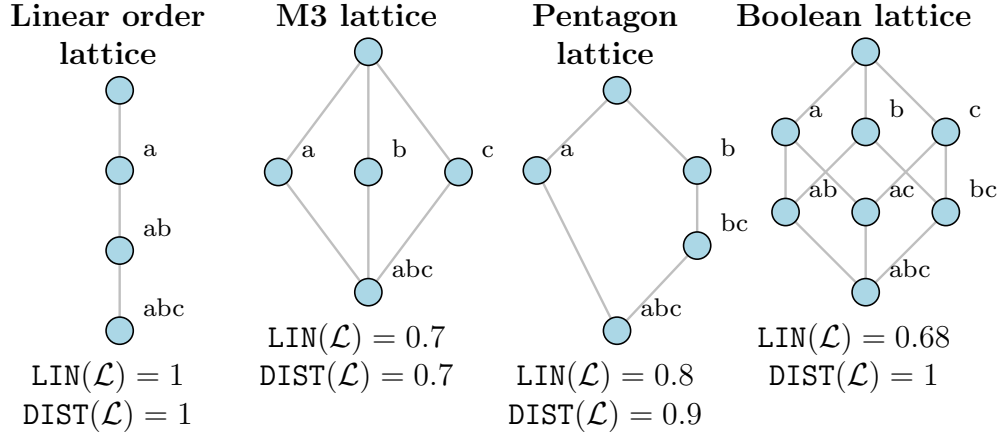 Linear order
lattice
a
ab
abc
LIN(𝓛) = 1
DIST(𝓛) = 1
M3 lattice
a b c
abc
LIN(𝓛) = 0.7
DIST(𝓛) = 0.7
Pentagon
lattice
a
b
bc
abc
LIN(𝓛) = 0.8
DIST(𝓛) = 0.9
Boolean lattice
a b c
ab ac bc
abc
LIN(𝓛) = 0.68
DIST(𝓛) = 1